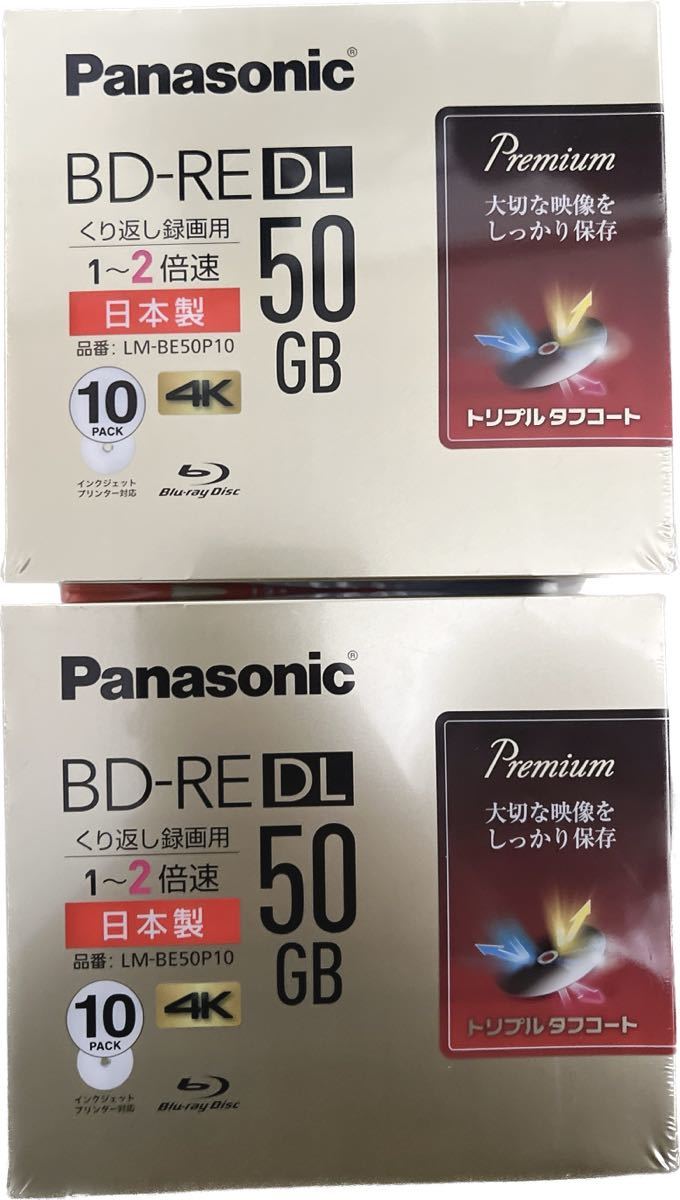 Panasonic®
BD-RE DL
くり返し録画用
1〜2倍速
日本製
品番: LM-BE50P10
50
GB
10
PACK
4K
インクジェット
プリンター対応
Blu-ray Disc
Premium
大切な映像を
しっかり保存
トリプル タフコート
Panasonic®
BD-RE DL
くり返し録画用
1〜2倍速
日本製
品番: LM-BE50P10
50
GB
10
PACK
4K
インクジェット
プリンター対応
Blu-ray Disc
Premium
大切な映像を
しっかり保存
トリプル タフコート